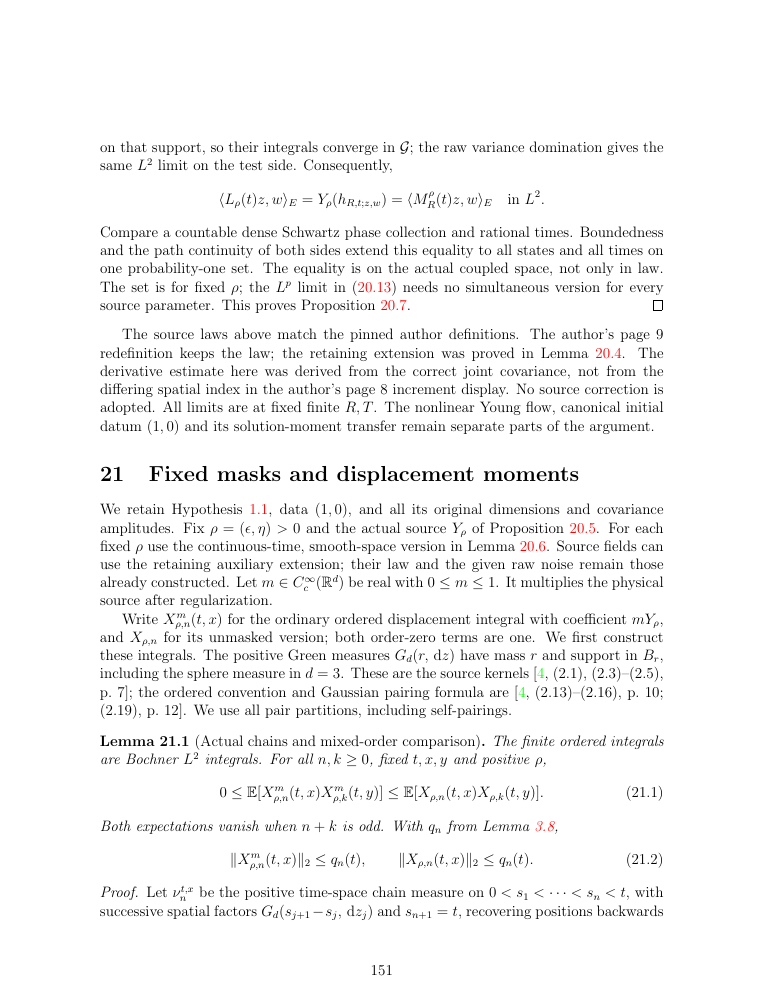 on that support, so their integrals converge in 𝒢; the raw variance domination gives the
same L² limit on the test side. Consequently,
⟨L_ρ(t)z, w⟩_E = Y_ρ(h_{R,t;z,w}) = ⟨M_R^ρ(t)z, w⟩_E in L².
Compare a countable dense Schwartz phase collection and rational times. Boundedness
and the path continuity of both sides extend this equality to all states and all times on
one probability-one set. The equality is on the actual coupled space, not only in law.
The set is for fixed ρ; the L^p limit in (20.13) needs no simultaneous version for every
source parameter. This proves Proposition 20.7. □
The source laws above match the pinned author definitions. The author's page 9
redefinition keeps the law; the retaining extension was proved in Lemma 20.4. The
derivative estimate here was derived from the correct joint covariance, not from the
differing spatial index in the author's page 8 increment display. No source correction is
adopted. All limits are at fixed finite R, T. The nonlinear Young flow, canonical initial
datum (1, 0) and its solution-moment transfer remain separate parts of the argument.
21 Fixed masks and displacement moments
We retain Hypothesis 1.1, data (1, 0), and all its original dimensions and covariance
amplitudes. Fix ρ = (ϵ, η) > 0 and the actual source Y_ρ of Proposition 20.5. For each
fixed ρ use the continuous-time, smooth-space version in Lemma 20.6. Source fields can
use the retaining auxiliary extension; their law and the given raw noise remain those
already constructed. Let m ∈ C_c^∞(ℝ^d) be real with 0 ≤ m ≤ 1. It multiplies the physical
source after regularization.
Write X_{ρ,n}^m(t, x) for the ordinary ordered displacement integral with coefficient mY_ρ,
and X_{ρ,n} for its unmasked version; both order-zero terms are one. We first construct
these integrals. The positive Green measures G_d(r, dz) have mass r and support in B_r,
including the sphere measure in d = 3. These are the source kernels [4, (2.1), (2.3)–(2.5),
p. 7]; the ordered convention and Gaussian pairing formula are [4, (2.13)–(2.16), p. 10;
(2.19), p. 12]. We use all pair partitions, including self-pairings.
Lemma 21.1 (Actual chains and mixed-order comparison). The finite ordered integrals
are Bochner L² integrals. For all n, k ≥ 0, fixed t, x, y and positive ρ,
0 ≤ 𝔼[X_{ρ,n}^m(t, x)X_{ρ,k}^m(t, y)] ≤ 𝔼[X_{ρ,n}(t, x)X_{ρ,k}(t, y)]. (21.1)
Both expectations vanish when n + k is odd. With q_n from Lemma 3.8,
‖X_{ρ,n}^m(t, x)‖₂ ≤ q_n(t), ‖X_{ρ,n}(t, x)‖₂ ≤ q_n(t). (21.2)
Proof. Let ν_n^{t,x} be the positive time-space chain measure on 0 < s₁ < ⋯ < s_n < t, with
successive spatial factors G_d(s_{j+1} − s_j, dz_j) and s_{n+1} = t, recovering positions backwards
151